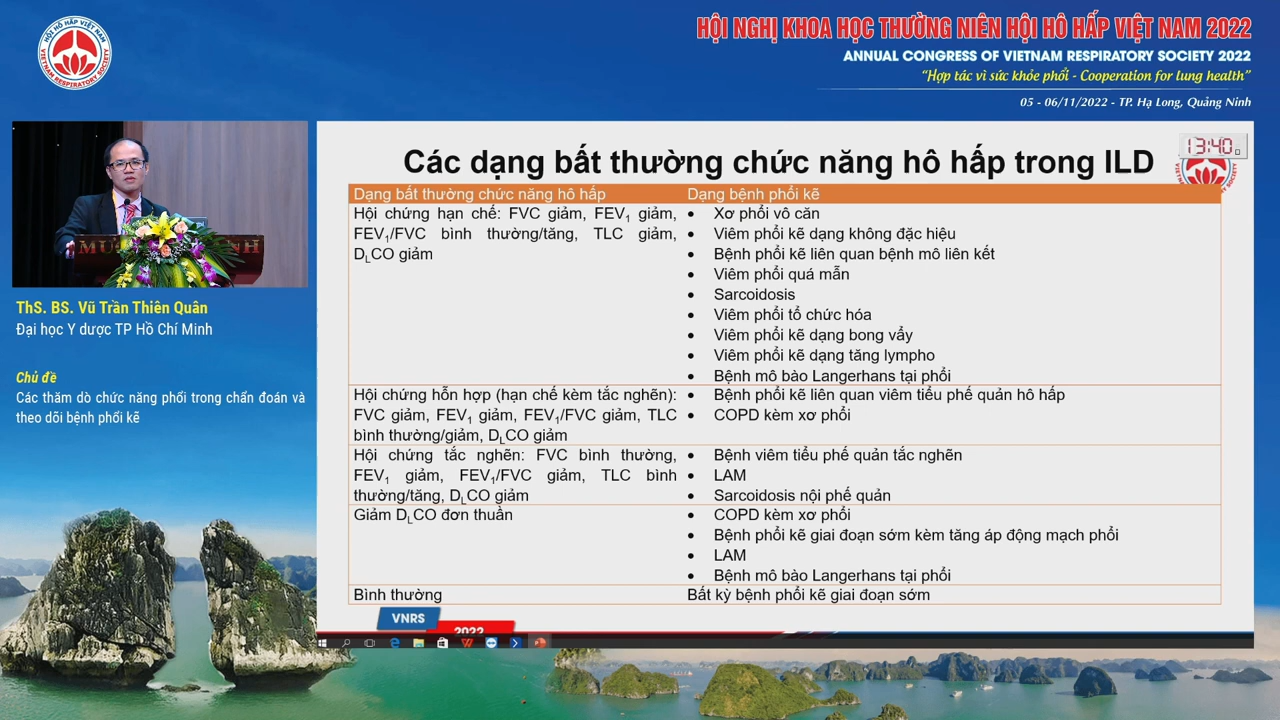 HỘI HÔ HẤP VIỆT NAM
VIETNAM RESPIRATORY SOCIETY
HỘI NGHỊ KHOA HỌC THƯỜNG NIÊN HỘI HÔ HẤP VIỆT NAM 2022
ANNUAL CONGRESS OF VIETNAM RESPIRATORY SOCIETY 2022
“Hợp tác vì sức khỏe phổi - Cooperation for lung health”
05 - 06/11/2022 - TP. Hạ Long, Quảng Ninh
ThS. BS. Vũ Trần Thiên Quân
Đại học Y dược TP Hồ Chí Minh
Chủ đề
Các thăm dò chức năng phổi trong chẩn đoán và
theo dõi bệnh phổi kẽ
Các dạng bất thường chức năng hô hấp trong ILD
13:40
Dạng bất thường chức năng hô hấp
Dạng bệnh phổi kẽ
Hội chứng hạn chế: FVC giảm, FEV₁ giảm,
FEV₁/FVC bình thường/tăng, TLC giảm,
DLCO giảm
• Xơ phổi vô căn
• Viêm phổi kẽ dạng không đặc hiệu
• Bệnh phổi kẽ liên quan bệnh mô liên kết
• Viêm phổi quá mẫn
• Sarcoidosis
• Viêm phổi tổ chức hóa
• Viêm phổi kẽ dạng bong vẩy
• Viêm phổi kẽ dạng tăng lympho
• Bệnh mô bào Langerhans tại phổi
Hội chứng hỗn hợp (hạn chế kèm tắc nghẽn):
FVC giảm, FEV₁ giảm, FEV₁/FVC giảm, TLC
bình thường/giảm, DLCO giảm
• Bệnh phổi kẽ liên quan viêm tiểu phế quản hô hấp
• COPD kèm xơ phổi
Hội chứng tắc nghẽn: FVC bình thường,
FEV₁ giảm, FEV₁/FVC giảm, TLC bình
thường/tăng, DLCO giảm
• Bệnh viêm tiểu phế quản tắc nghẽn
• LAM
• Sarcoidosis nội phế quản
Giảm DLCO đơn thuần
• COPD kèm xơ phổi
• Bệnh phổi kẽ giai đoạn sớm kèm tăng áp động mạch phổi
• LAM
• Bệnh mô bào Langerhans tại phổi
Bình thường
Bất kỳ bệnh phổi kẽ giai đoạn sớm
VNRS
2022